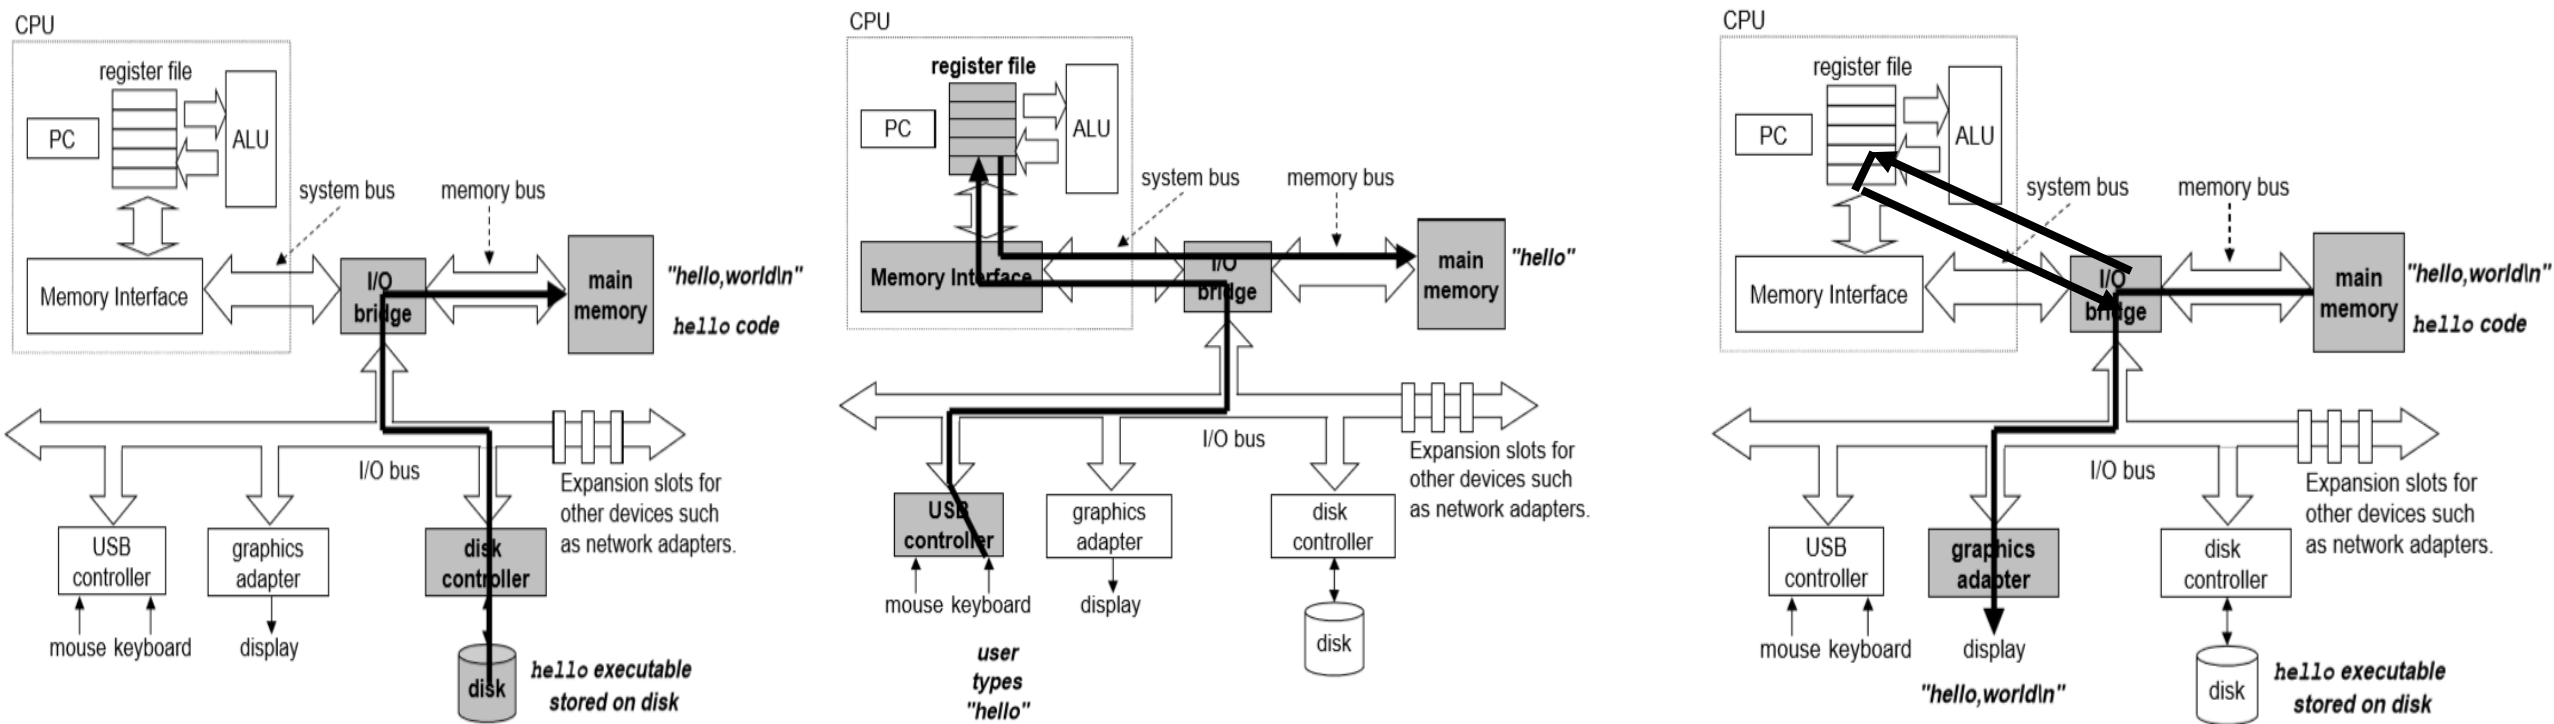 CPU
register file
PC
ALU
system bus
memory bus
Memory Interface
I/O
bridge
main
memory
"hello,world\n"
hello code
I/O bus
Expansion slots for
other devices such
as network adapters.
USB
controller
graphics
adapter
disk
controller
mouse keyboard
display
disk
hello executable
stored on disk
CPU
register file
PC
ALU
system bus
memory bus
Memory Interface
I/O
bridge
main
memory
"hello"
I/O bus
Expansion slots for
other devices such
as network adapters.
USB
controller
graphics
adapter
disk
controller
mouse keyboard
display
disk
user
types
"hello"
CPU
register file
PC
ALU
system bus
memory bus
Memory Interface
I/O
bridge
main
memory
"hello,world\n"
hello code
I/O bus
Expansion slots for
other devices such
as network adapters.
USB
controller
graphics
adapter
disk
controller
mouse keyboard
display
"hello,world\n"
disk
hello executable
stored on disk